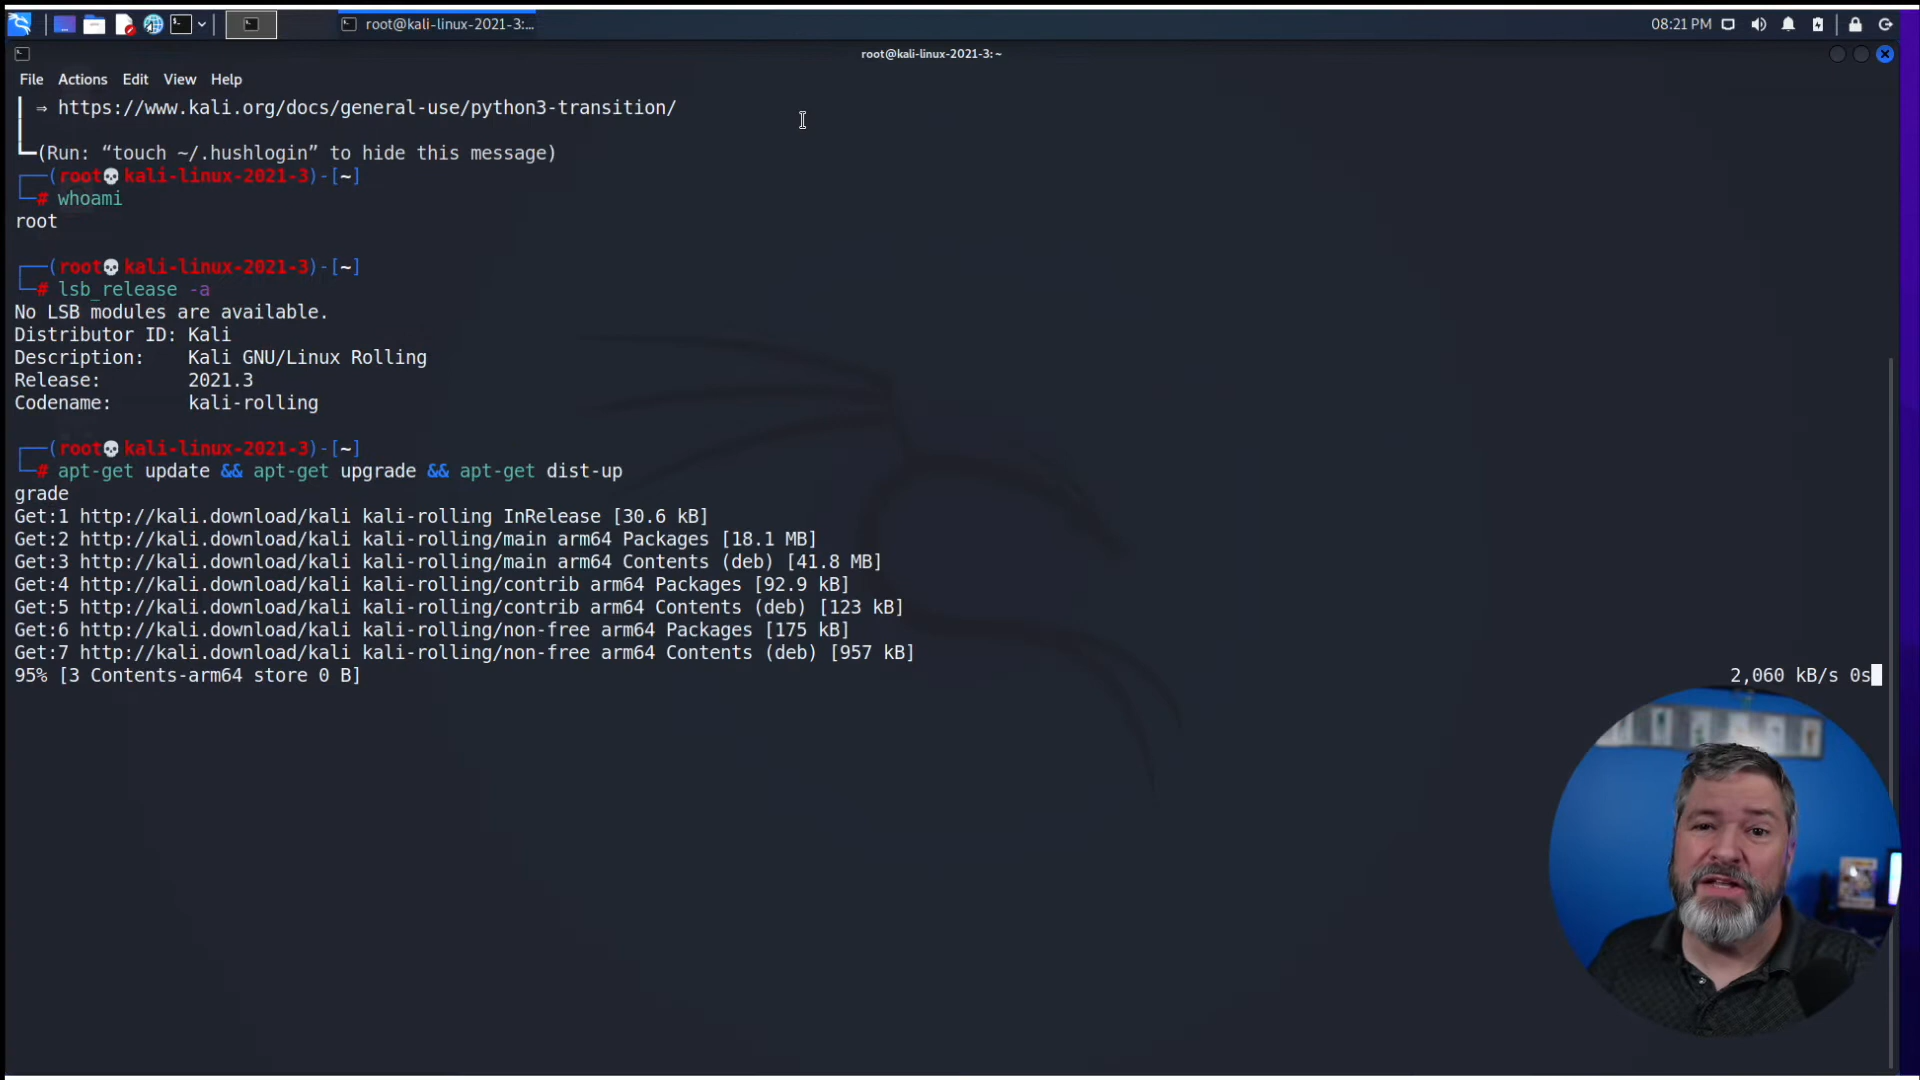 root@kali-linux-2021-3:...
08:21 PM
root@kali-linux-2021-3: ~
File Actions Edit View Help
⇒ https://www.kali.org/docs/general-use/python3-transition/
(Run: “touch ~/.hushlogin” to hide this message)
(root💀kali-linux-2021-3)-[~]
# whoami
root
(root💀kali-linux-2021-3)-[~]
# lsb_release -a
No LSB modules are available.
Distributor ID: Kali
Description: Kali GNU/Linux Rolling
Release: 2021.3
Codename: kali-rolling
(root💀kali-linux-2021-3)-[~]
# apt-get update && apt-get upgrade && apt-get dist-up
grade
Get:1 http://kali.download/kali kali-rolling InRelease [30.6 kB]
Get:2 http://kali.download/kali kali-rolling/main arm64 Packages [18.1 MB]
Get:3 http://kali.download/kali kali-rolling/main arm64 Contents (deb) [41.8 MB]
Get:4 http://kali.download/kali kali-rolling/contrib arm64 Packages [92.9 kB]
Get:5 http://kali.download/kali kali-rolling/contrib arm64 Contents (deb) [123 kB]
Get:6 http://kali.download/kali kali-rolling/non-free arm64 Packages [175 kB]
Get:7 http://kali.download/kali kali-rolling/non-free arm64 Contents (deb) [957 kB]
95% [3 Contents-arm64 store 0 B] 2,060 kB/s 0s